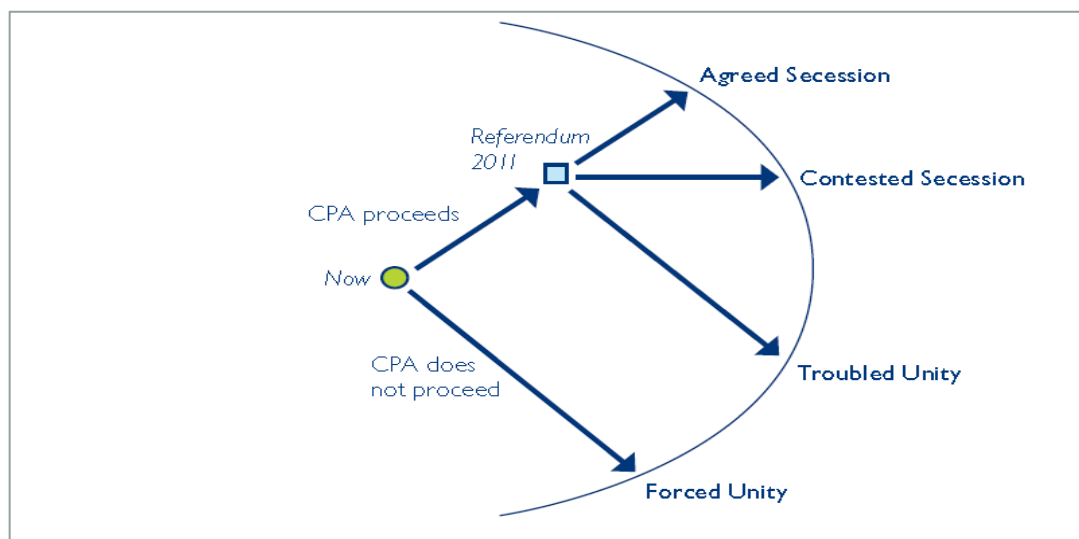 Agreed Secession
Referendum
2011
Contested Secession
CPA proceeds
Now
CPA does
not proceed
Troubled Unity
Forced Unity